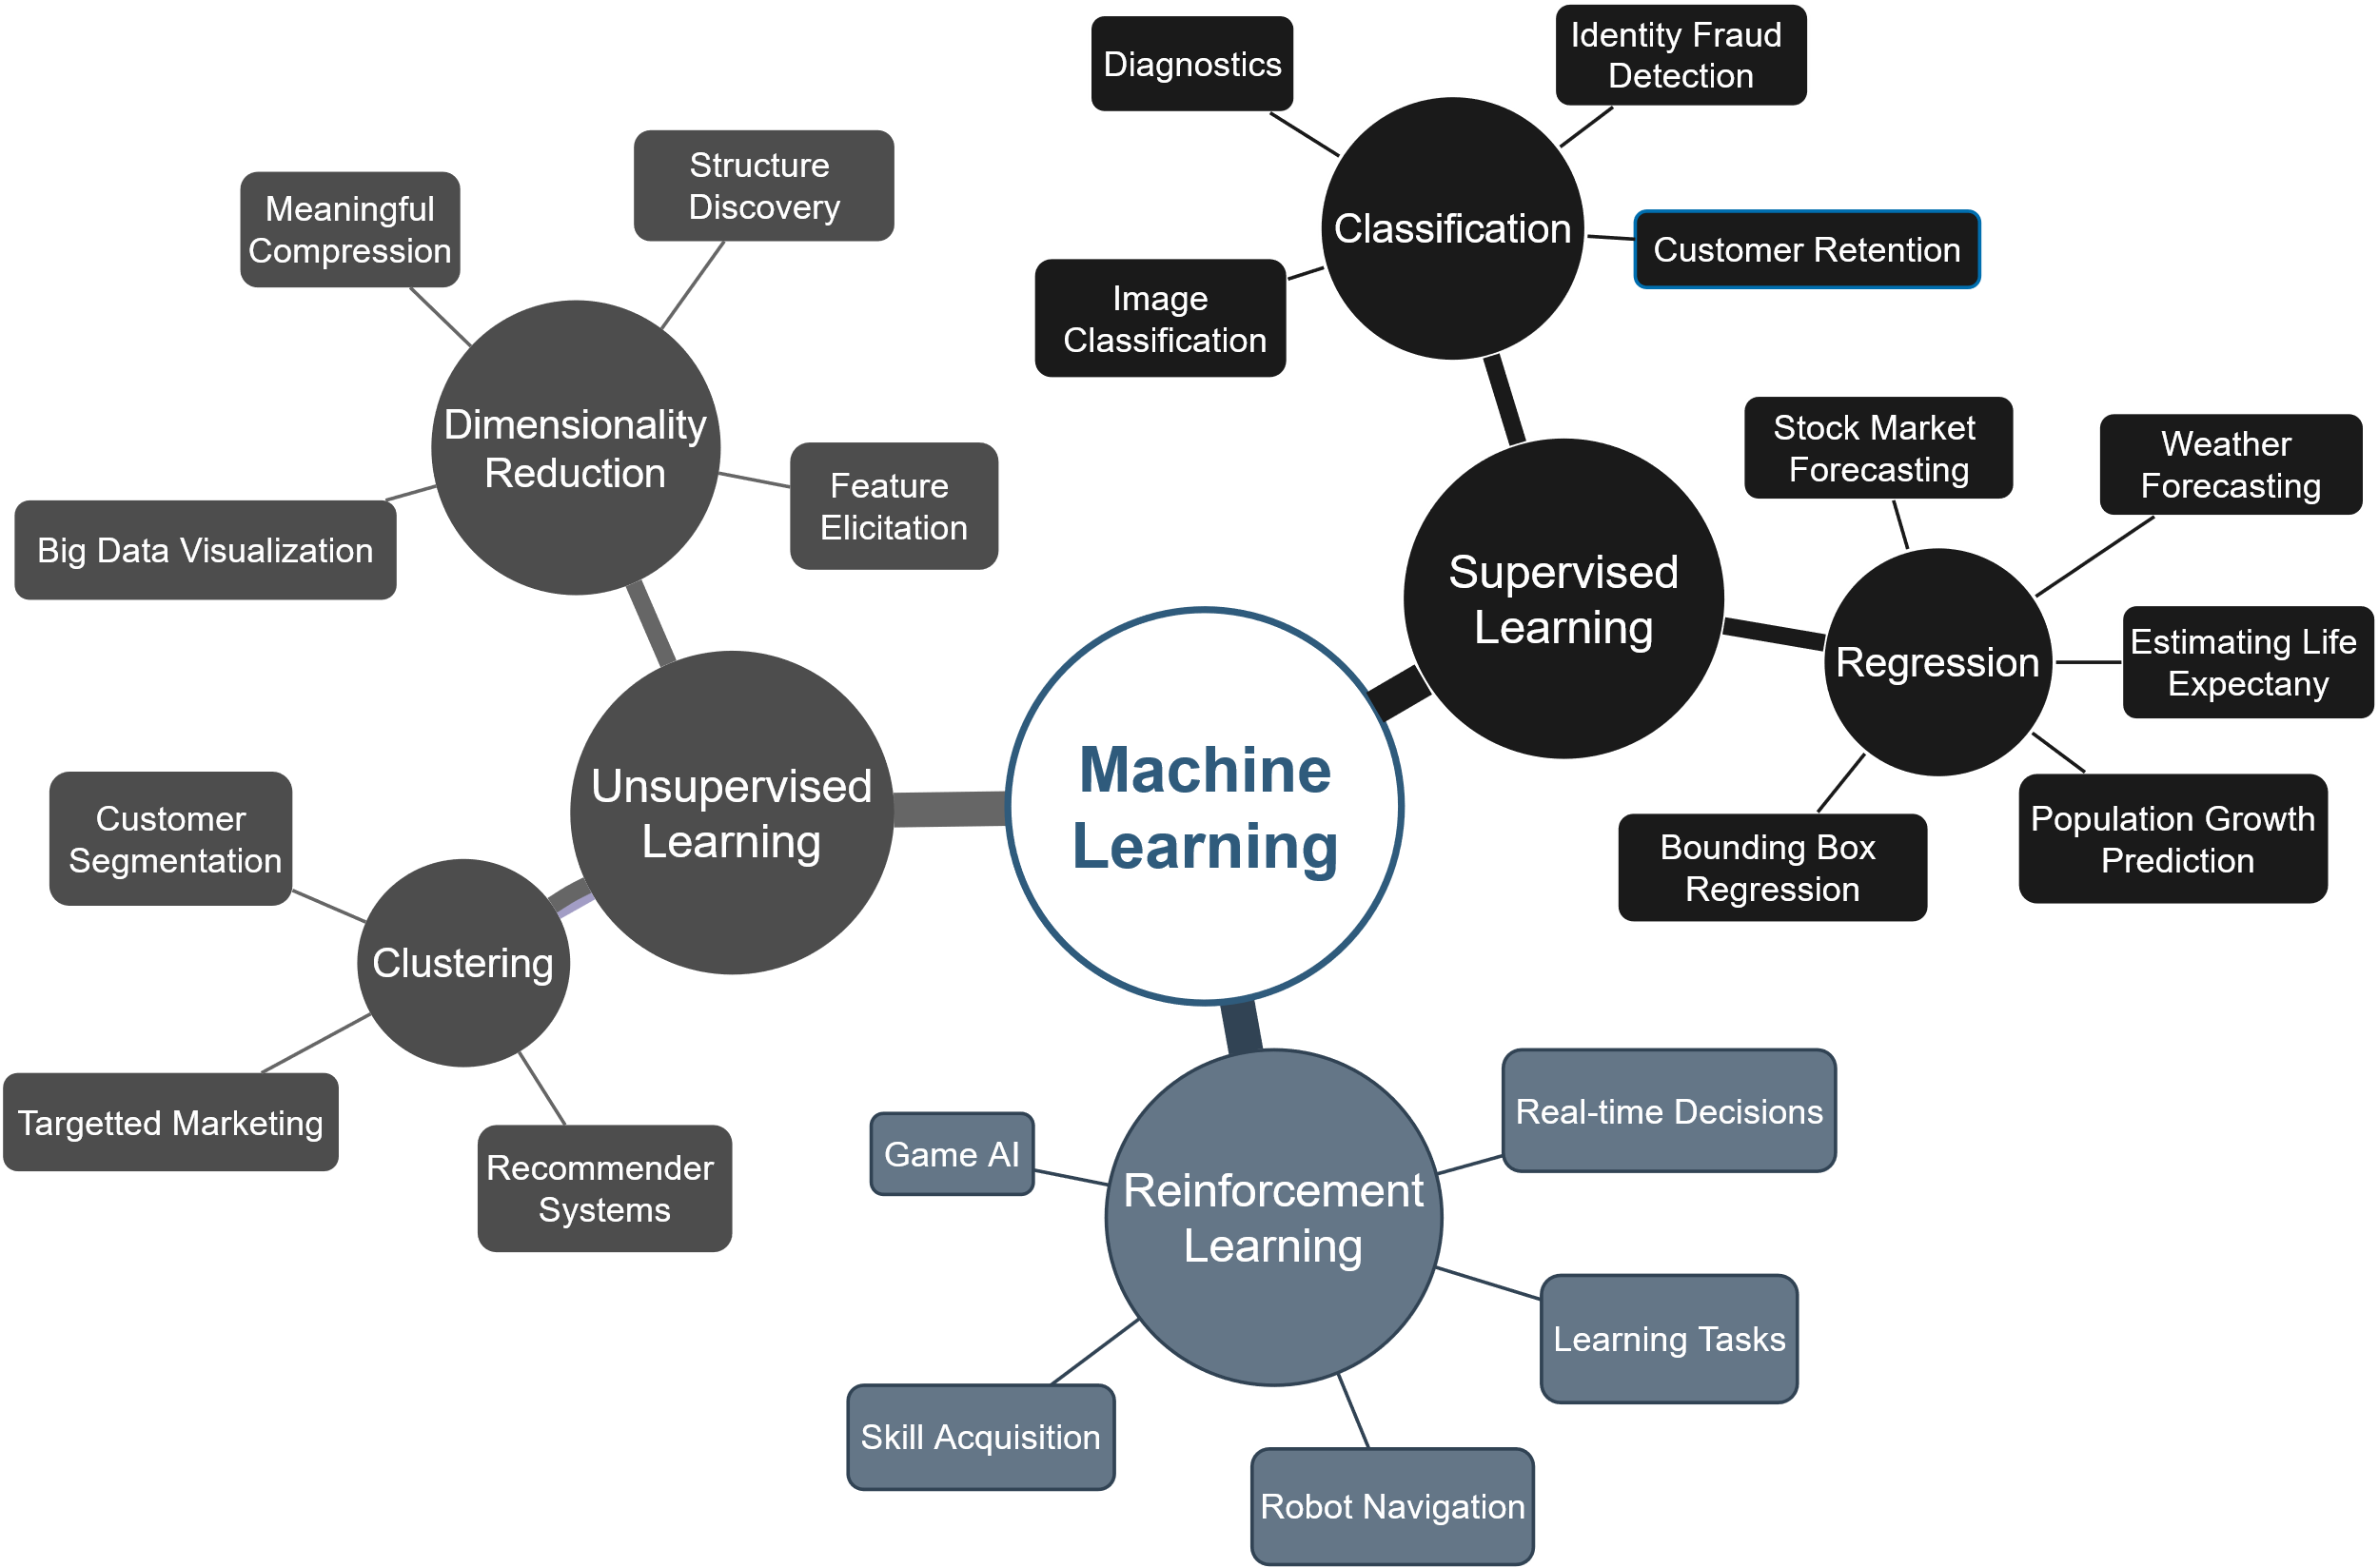 Diagnostics
Identity Fraud
Detection
Classification
Customer Retention
Image
Classification
Structure
Discovery
Meaningful
Compression
Dimensionality
Reduction
Feature
Elicitation
Big Data Visualization
Stock Market
Forecasting
Weather
Forecasting
Supervised
Learning
Regression
Estimating Life
Expectany
Population Growth
Prediction
Bounding Box
Regression
Machine
Learning
Unsupervised
Learning
Customer
Segmentation
Clustering
Targetted Marketing
Recommender
Systems
Real-time Decisions
Game AI
Reinforcement
Learning
Learning Tasks
Skill Acquisition
Robot Navigation